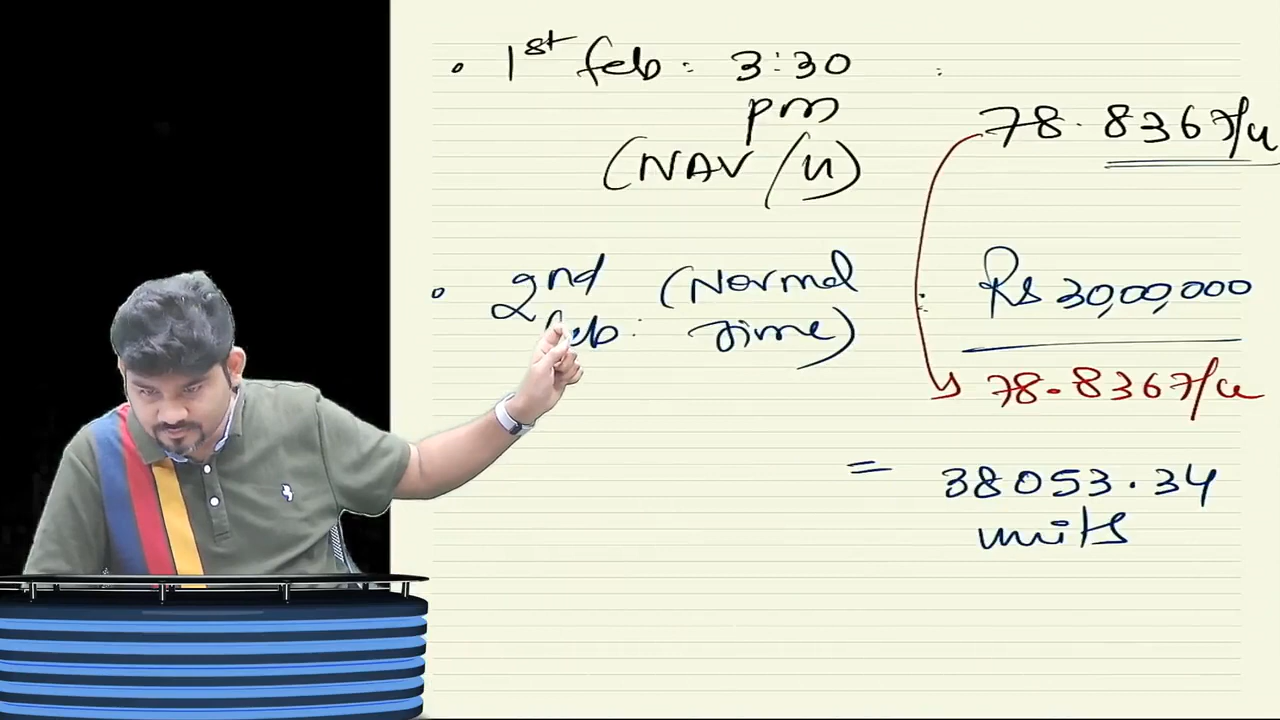 • 1st feb: 3:30 pm (NAV/u) : 78.8367/u
• 2nd feb: (Normal Time) : Rs 30,00,000
78.8367/u
= 38053.34 units